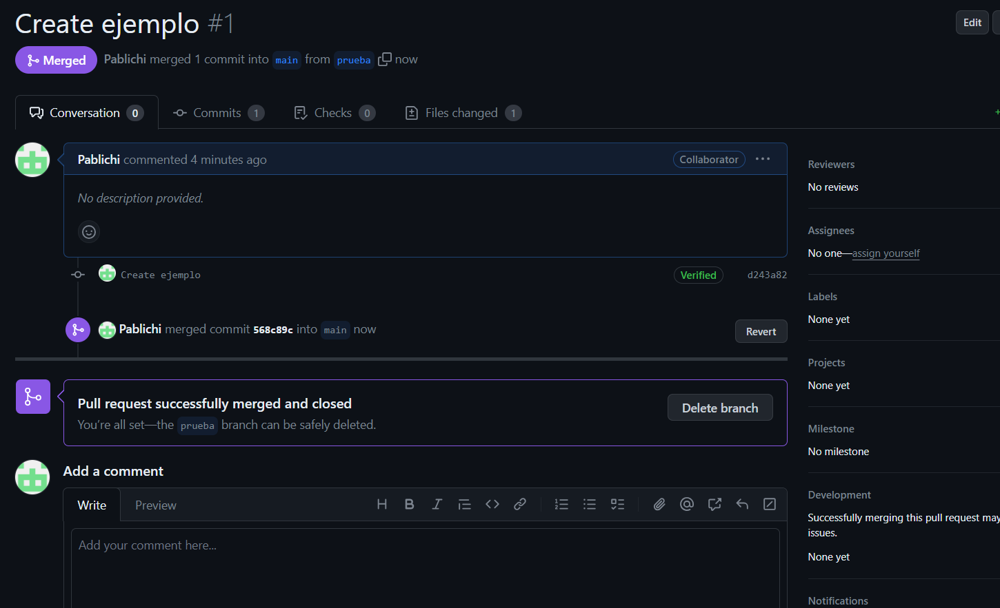 Create ejemplo #1
Edit
Merged
Pablichi merged 1 commit into main from prueba now
Conversation 0
Commits 1
Checks 0
Files changed 1
+
Pablichi commented 4 minutes ago
Collaborator
No description provided.
Create ejemplo
Verified
d243a82
Pablichi merged commit 568c89c into main now
Revert
Pull request successfully merged and closed
You’re all set—the prueba branch can be safely deleted.
Delete branch
Add a comment
Write
Preview
Add your comment here...
Reviewers
No reviews
Assignees
No one—assign yourself
Labels
None yet
Projects
None yet
Milestone
No milestone
Development
Successfully merging this pull request may
issues.
None yet
Notifications